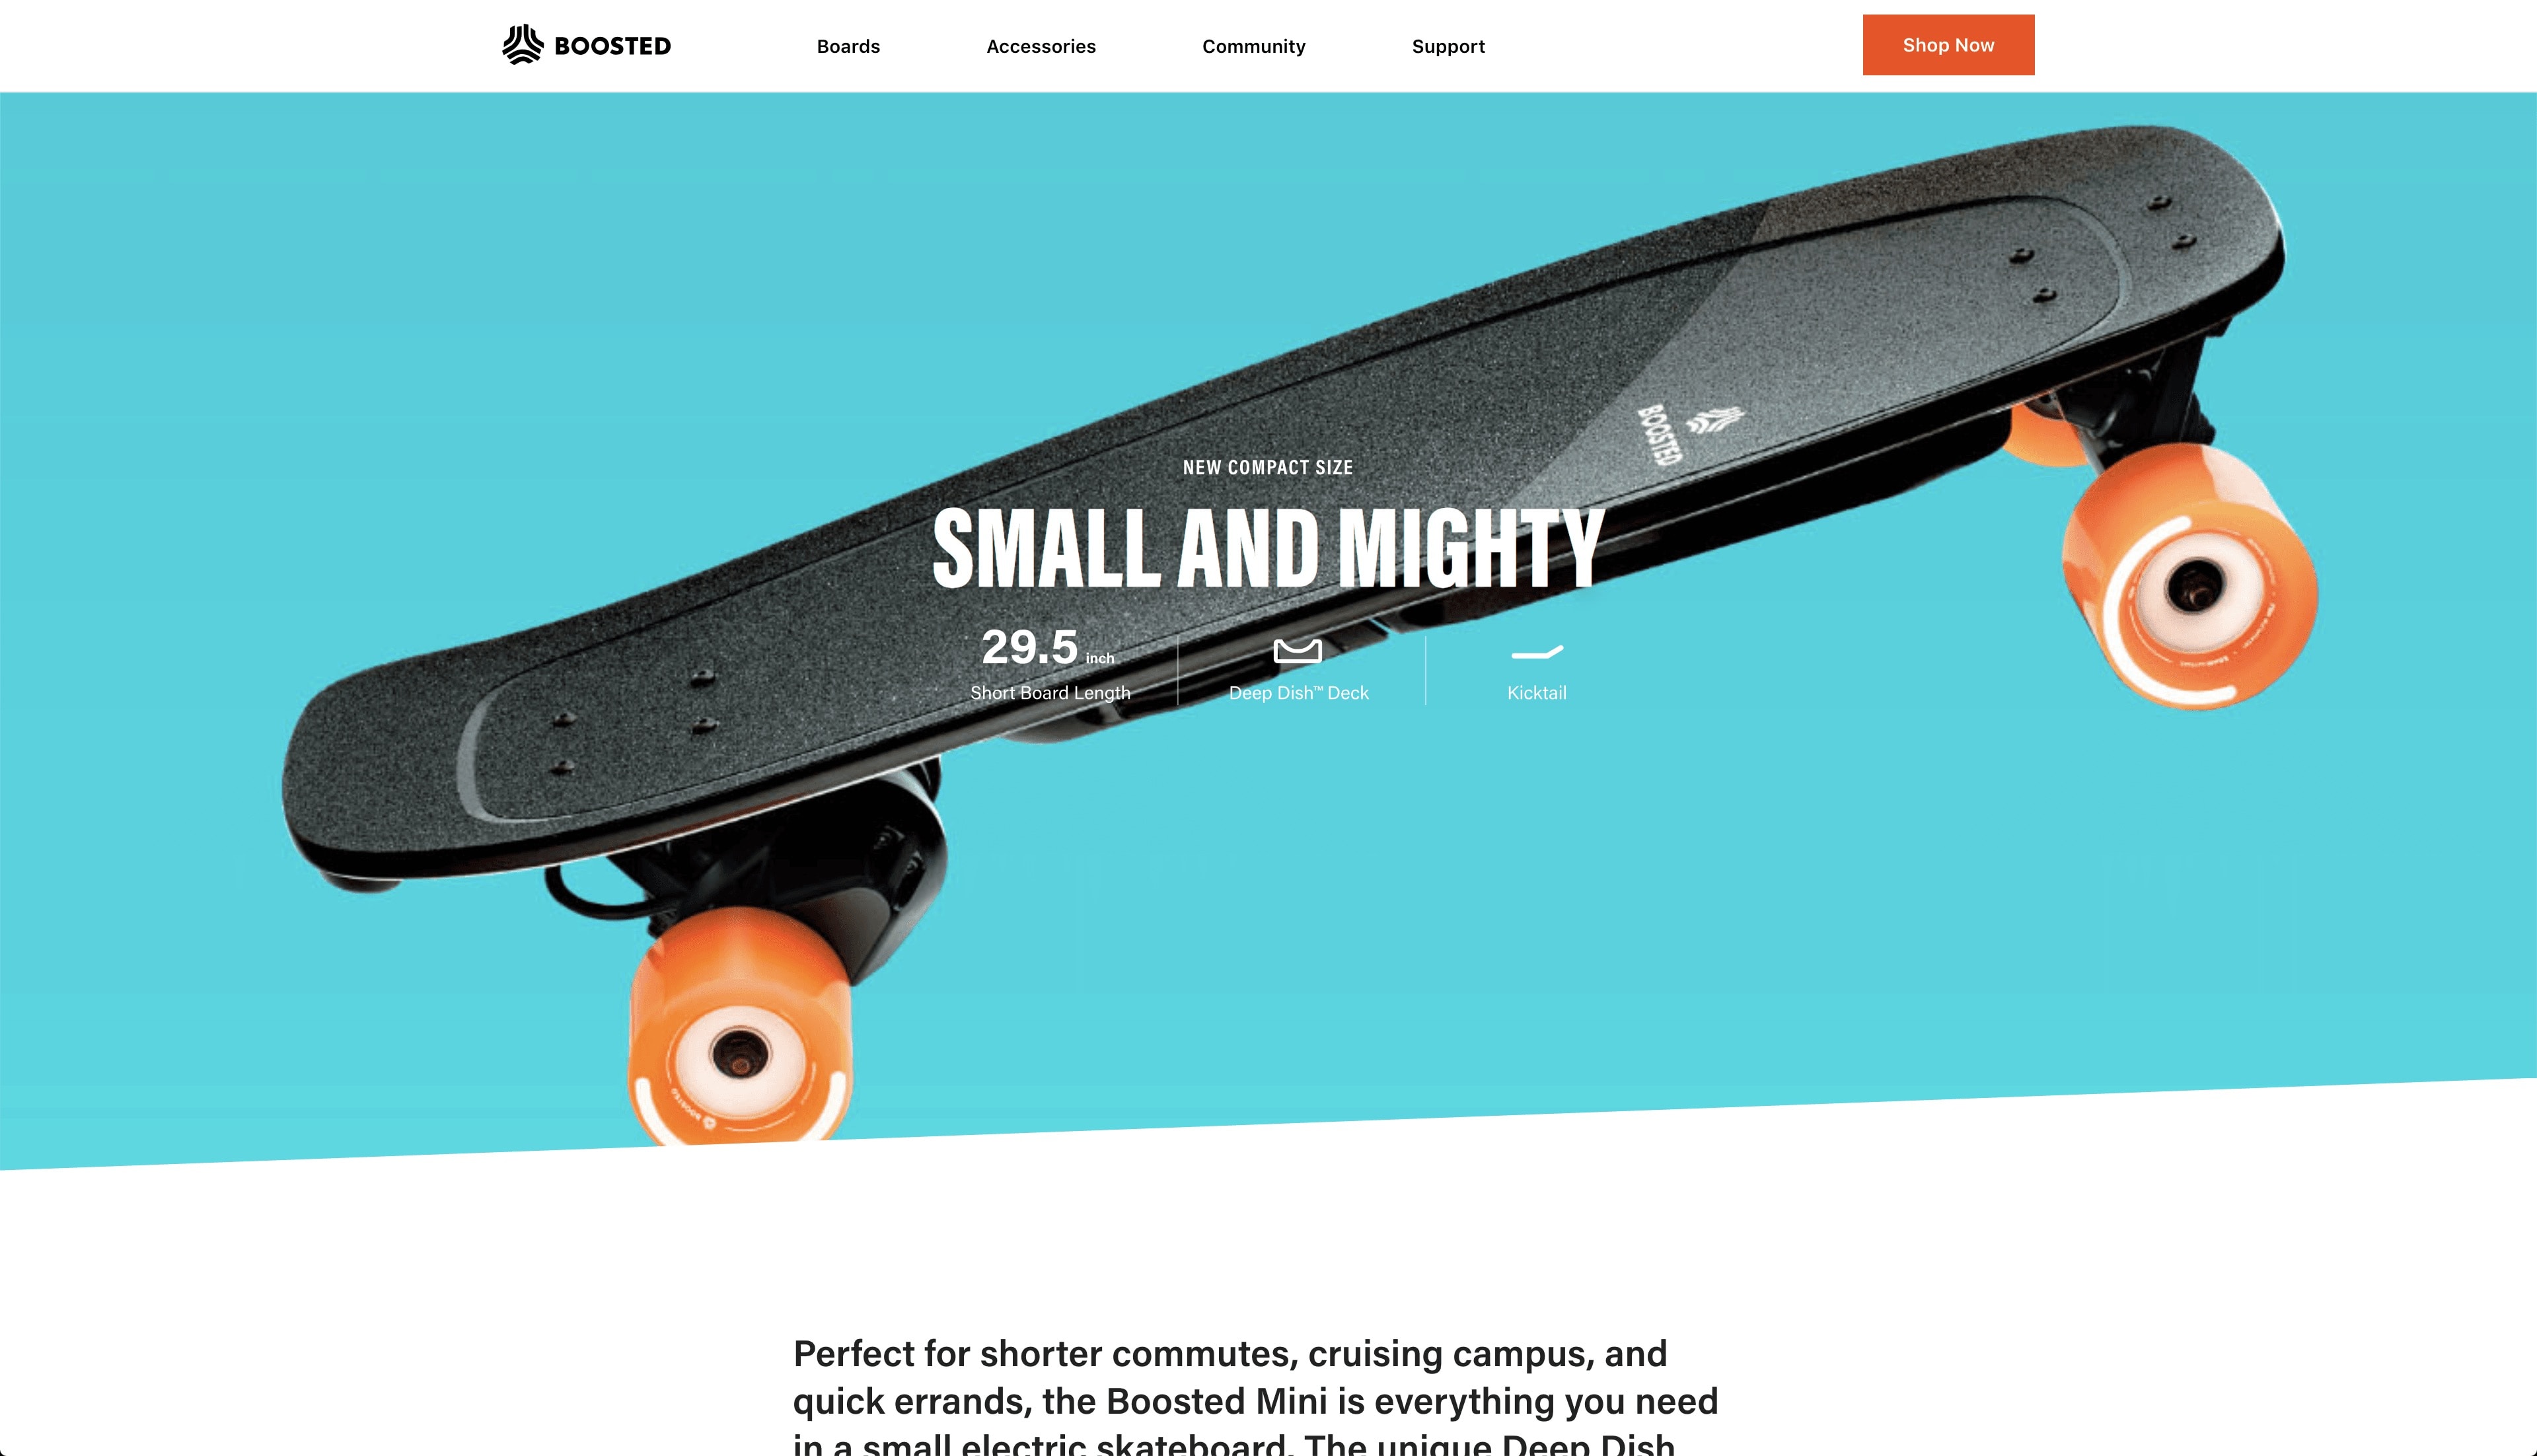 BOOSTED
Boards
Accessories
Community
Support
Shop Now
BOOSTED
NEW COMPACT SIZE
SMALL AND MIGHTY
29.5 inch
Short Board Length
Deep Dish™ Deck
Kicktail
BOOSTED
Perfect for shorter commutes, cruising campus, and
quick errands, the Boosted Mini is everything you need
in a small electric skateboard. The unique Deep Dish